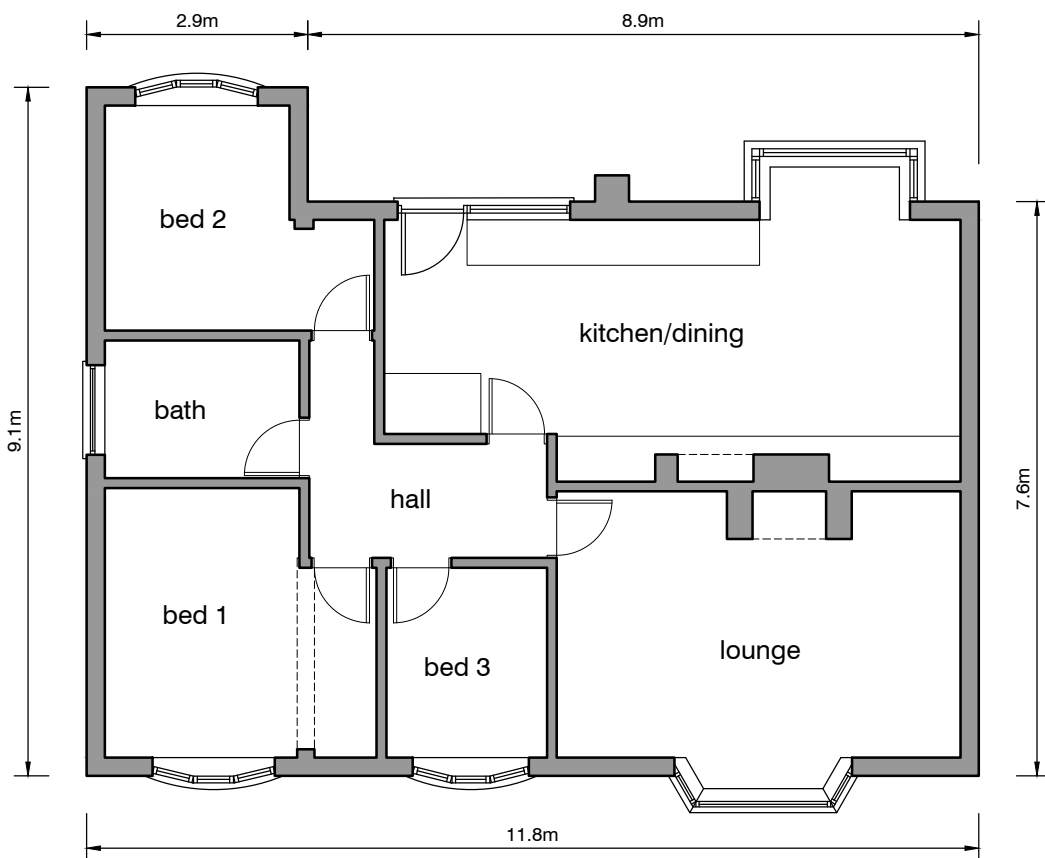 2.9m
8.9m
bed 2
kitchen/dining
bath
9.1m
hall
7.6m
bed 1
lounge
bed 3
11.8m